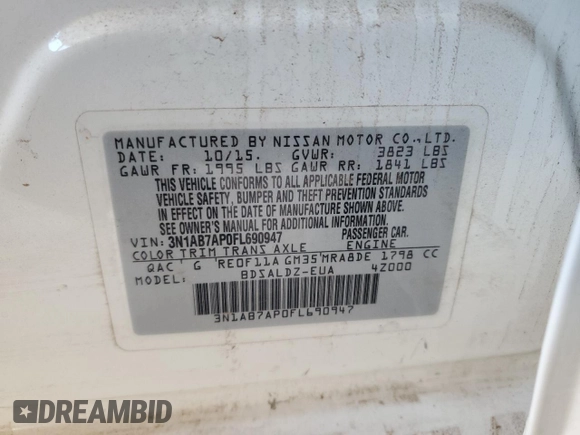 MANUFACTURED BY NISSAN MOTOR CO., LTD.
DATE: 10/15. GVWR: 3823 LBS
GAWR FR: 1995 LBS GAWR RR: 1841 LBS
THIS VEHICLE CONFORMS TO ALL APPLICABLE FEDERAL MOTOR
VEHICLE SAFETY, BUMPER AND THEFT PREVENTION STANDARDS
IN EFFECT ON THE DATE OF MANUFACTURE SHOWN ABOVE.
SEE OWNER'S MANUAL FOR ADDITIONAL INFORMATION.
VIN: 3N1AB7AP0FL690947 PASSENGER CAR.
COLOR TRIM TRANS AXLE ENGINE
QAC G RE0F11A GM35 MRA8DE 1798 CC
MODEL: BDSALDZ-EUA 4Z000
3N1AB7AP0FL690947
DREAMBID